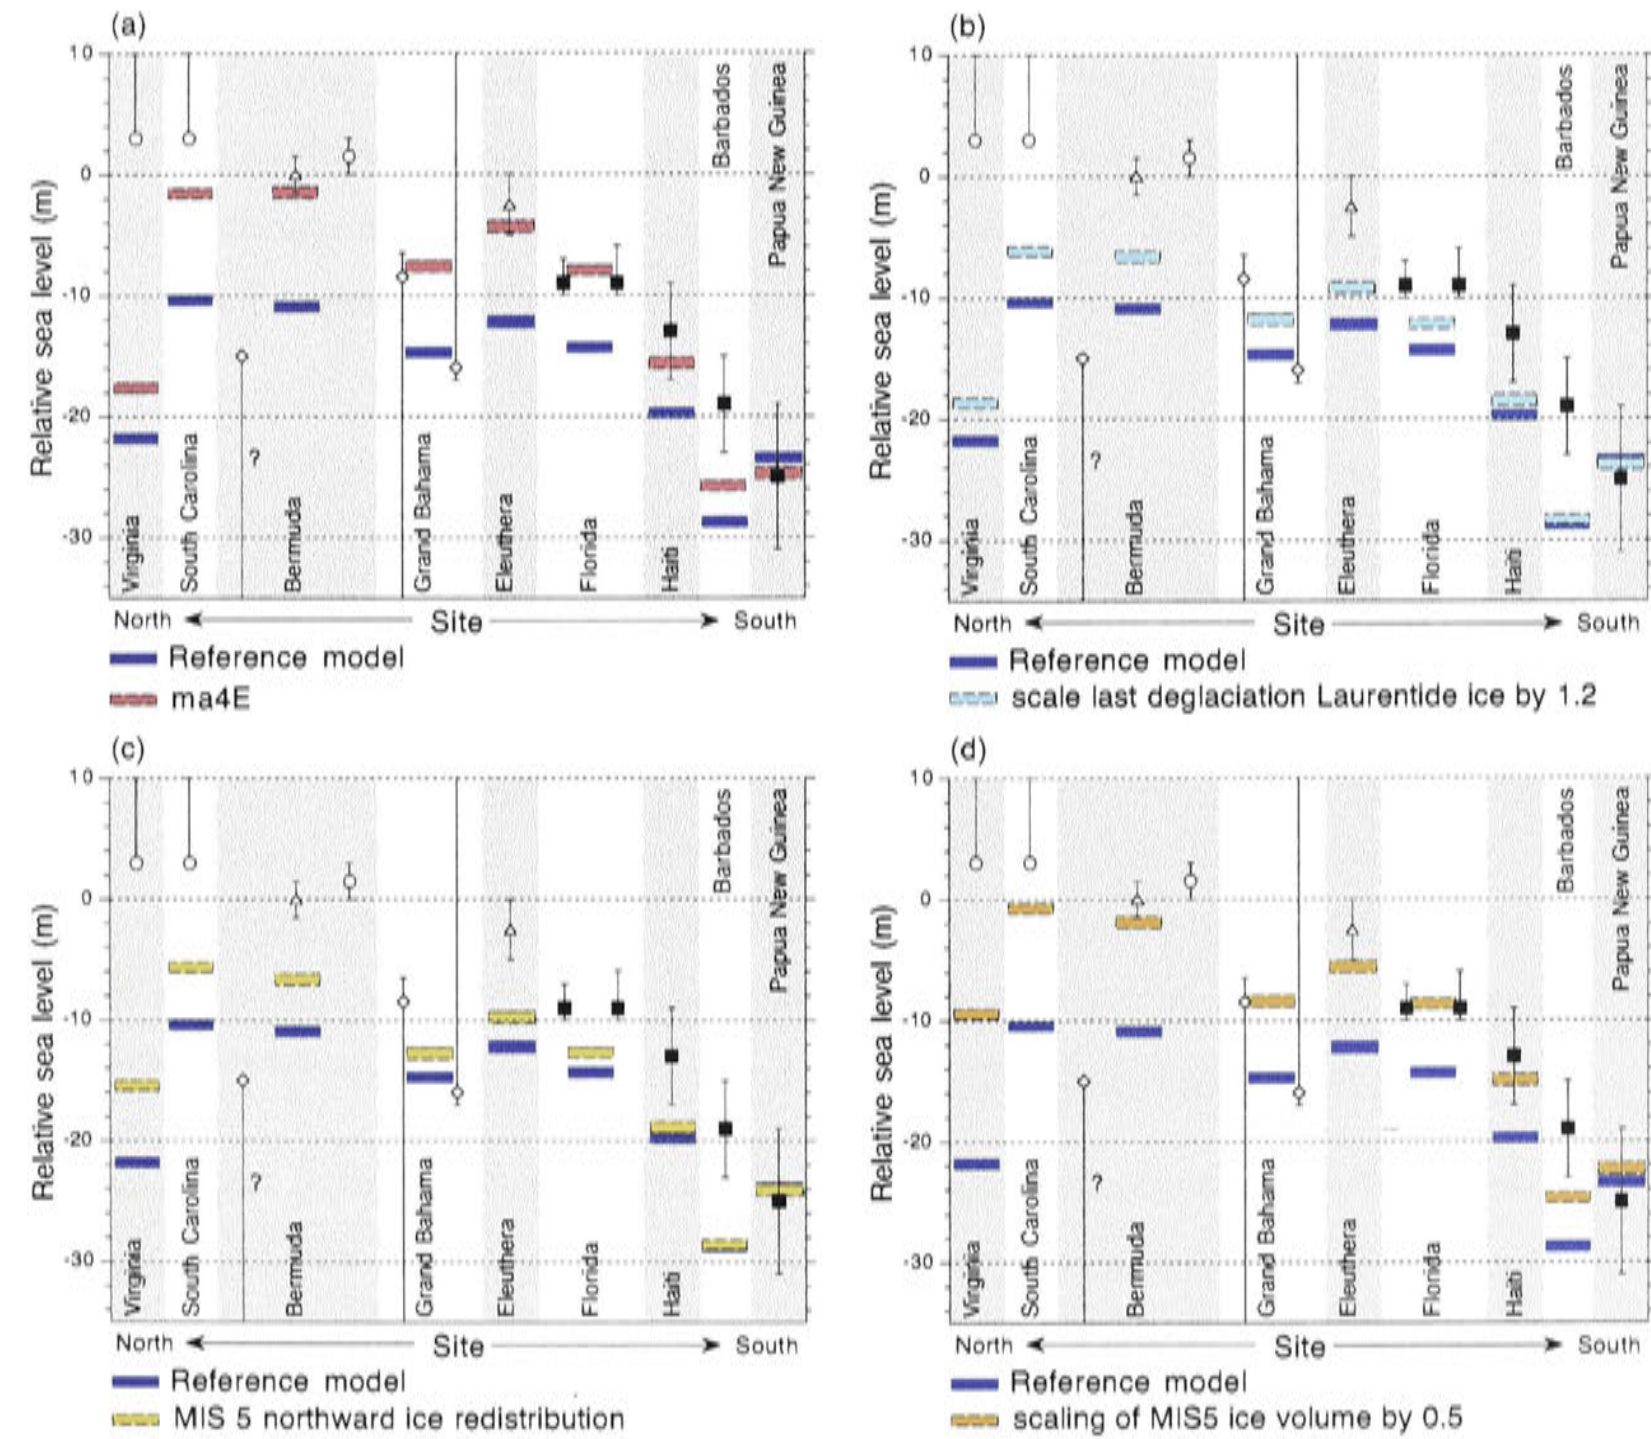 (a)
10
0
-10
-20
-30
Relative sea level (m)
Virginia
South Carolina
?
Bermuda
Grand Bahama
Eleuthera
Florida
Haiti
Barbados
Papua New Guinea
North Site South
Reference model
ma4E
(b)
10
0
-10
-20
-30
Relative sea level (m)
Virginia
South Carolina
?
Bermuda
Grand Bahama
Eleuthera
Florida
Haiti
Barbados
Papua New Guinea
North Site South
Reference model
scale last deglaciation Laurentide ice by 1.2
(c)
10
0
-10
-20
-30
Relative sea level (m)
Virginia
South Carolina
?
Bermuda
Grand Bahama
Eleuthera
Florida
Haiti
Barbados
Papua New Guinea
North Site South
Reference model
MIS 5 northward ice redistribution
(d)
10
0
-10
-20
-30
Relative sea level (m)
Virginia
South Carolina
?
Bermuda
Grand Bahama
Eleuthera
Florida
Haiti
Barbados
Papua New Guinea
North Site South
Reference model
scaling of MIS5 ice volume by 0.5